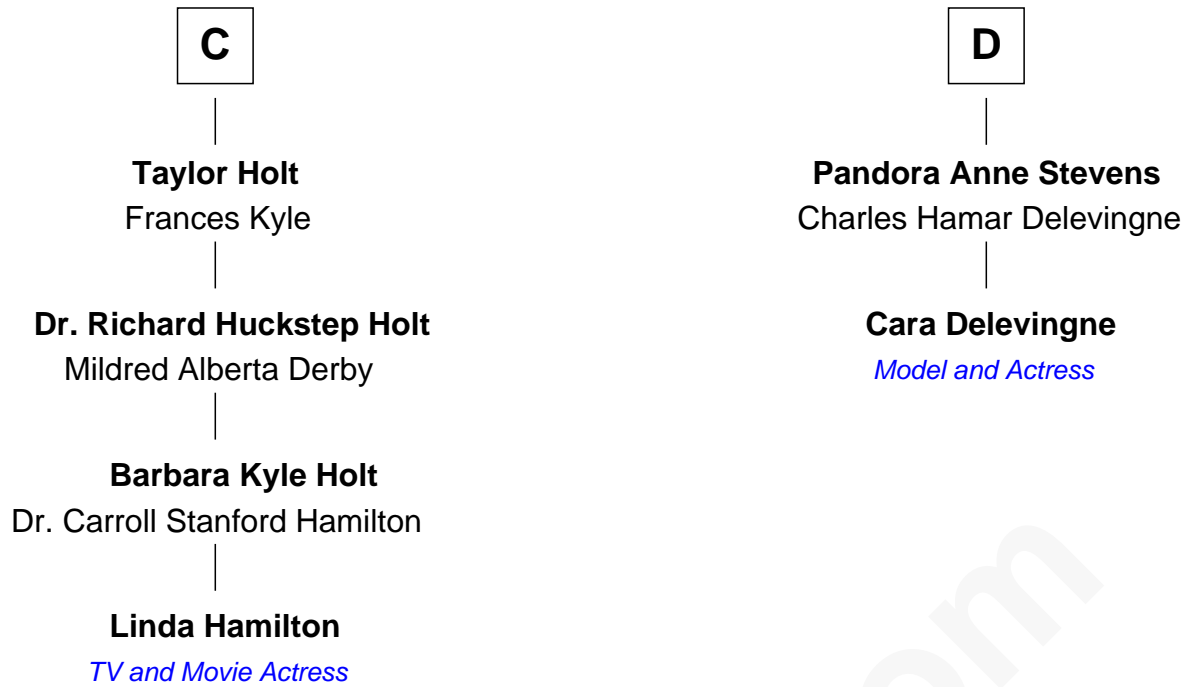 C
Taylor Holt
Frances Kyle
Dr. Richard Huckstep Holt
Mildred Alberta Derby
Barbara Kyle Holt
Dr. Carroll Stanford Hamilton
Linda Hamilton
TV and Movie Actress
D
Pandora Anne Stevens
Charles Hamar Delevingne
Cara Delevingne
Model and Actress
om